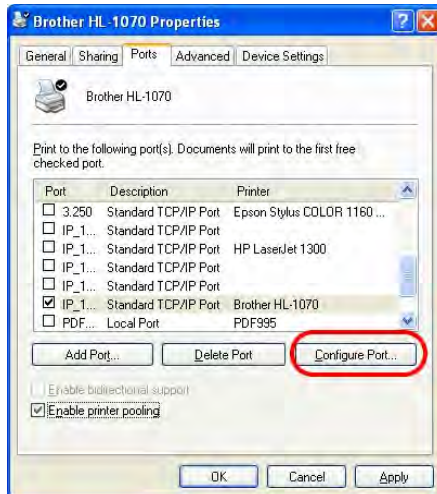 Brother HL-1070 Properties
General Sharing Ports Advanced Device Settings
Brother HL-1070
Print to the following port(s). Documents will print to the first free
checked port.
Port Description Printer
3.250 Standard TCP/IP Port Epson Stylus COLOR 1160 ...
IP_1... Standard TCP/IP Port
IP_1... Standard TCP/IP Port HP LaserJet 1300
IP_1... Standard TCP/IP Port
IP_1... Standard TCP/IP Port
IP_1... Standard TCP/IP Port Brother HL-1070
PDF... Local Port PDF995
Add Port... Delete Port Configure Port...
Enable bidirectional support
Enable printer pooling
OK Cancel Apply